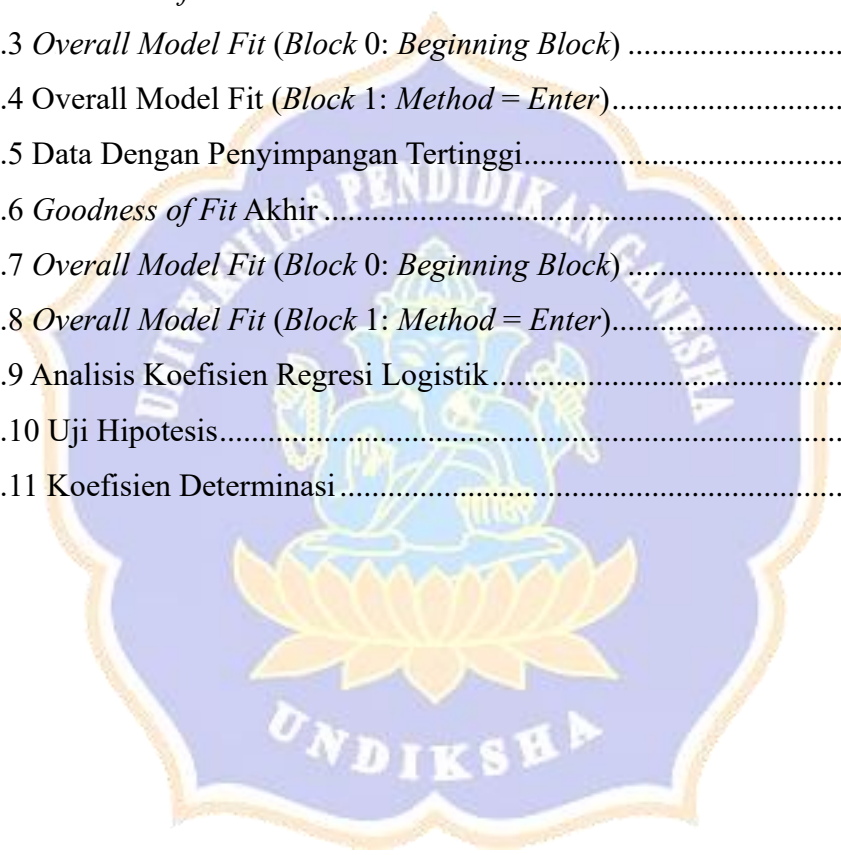 .3 Overall Model Fit (Block 0: Beginning Block) ............................
.4 Overall Model Fit (Block 1: Method = Enter)..............................
.5 Data Dengan Penyimpangan Tertinggi..........................................
.6 Goodness of Fit Akhir ....................................................................
.7 Overall Model Fit (Block 0: Beginning Block) ............................
.8 Overall Model Fit (Block 1: Method = Enter)..............................
.9 Analisis Koefisien Regresi Logistik...............................................
.10 Uji Hipotesis.................................................................................
.11 Koefisien Determinasi..................................................................
UNIVERSITAS PENDIDIKAN GANESHA
UNDIKSHA